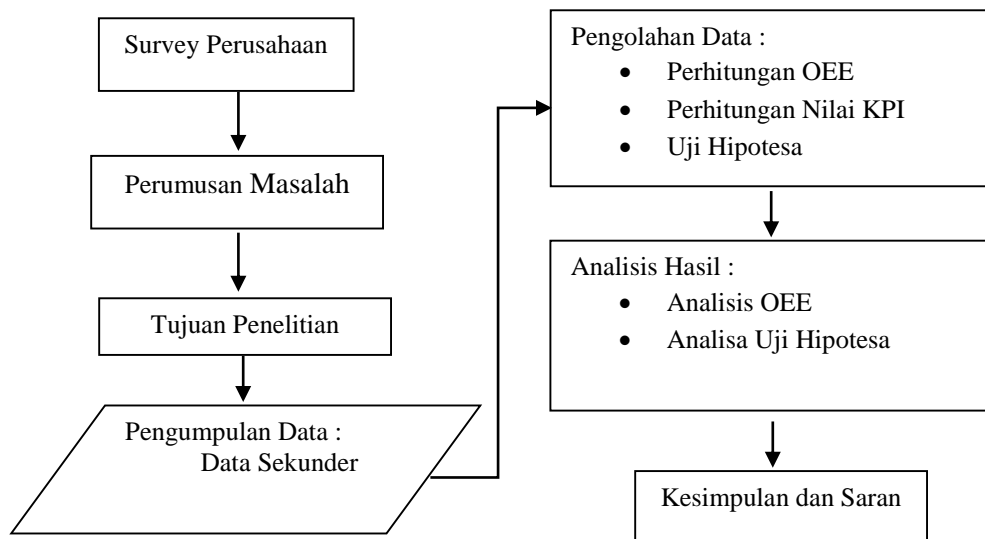 Survey Perusahaan
Perumusan Masalah
Tujuan Penelitian
Pengumpulan Data :
Data Sekunder
Pengolahan Data :
• Perhitungan OEE
• Perhitungan Nilai KPI
• Uji Hipotesa
Analisis Hasil :
• Analisis OEE
• Analisa Uji Hipotesa
Kesimpulan dan Saran